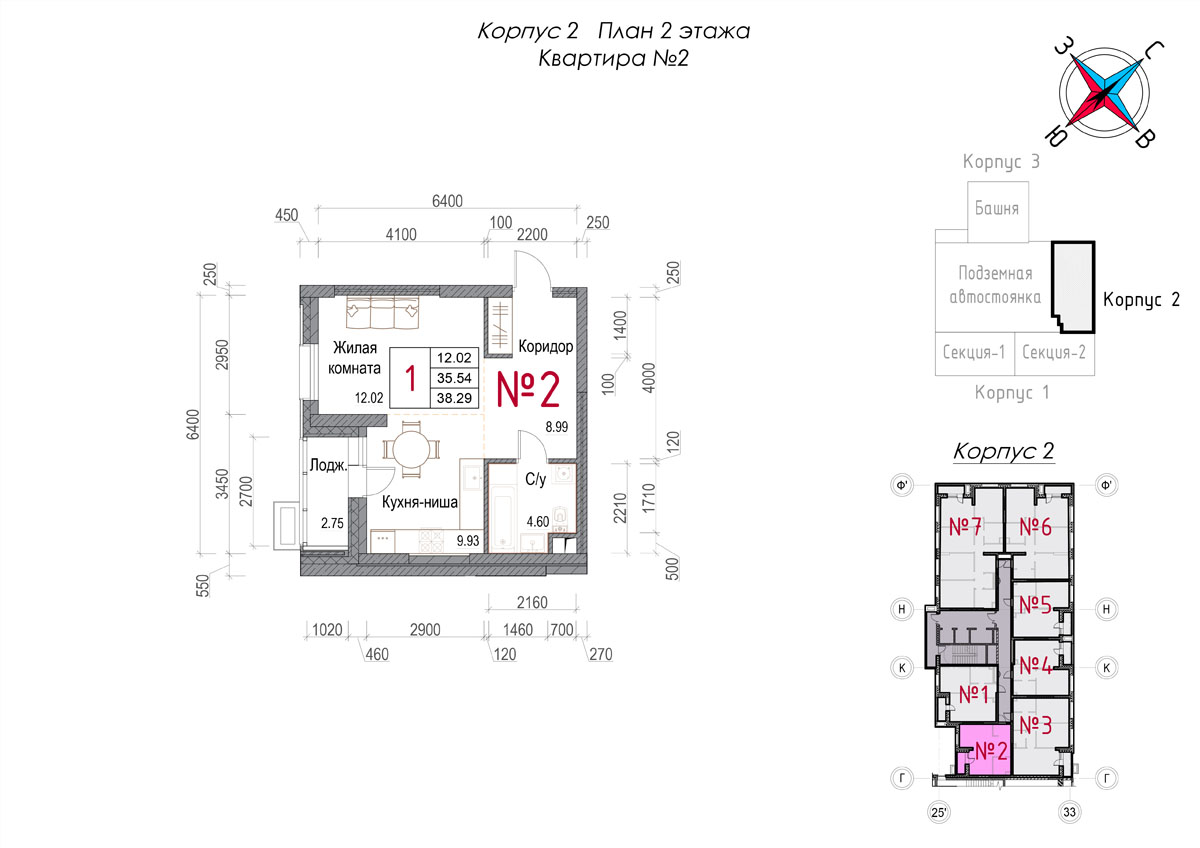 Корпус 2 План 2 этажа
Квартира №2
З
С
Ю
В
Корпус 3
Башня
Подземная
автостоянка
Корпус 2
Секция-1
Секция-2
Корпус 1
6400
450
100
250
4100
2200
250
250
2950
6400
3450
2700
550
1400
100
4000
120
2210
1710
500
Жилая
комната
12.02
1
12.02
35.54
38.29
Коридор
№2
8.99
Лодж.
2.75
Кухня-ниша
9.93
С/у
4.60
2160
1020
2900
1460
700
460
120
270
Корпус 2
Ф'
Ф'
№7
№6
Н
№5
Н
К
№4
К
№1
№3
№2
Г
Г
25'
33